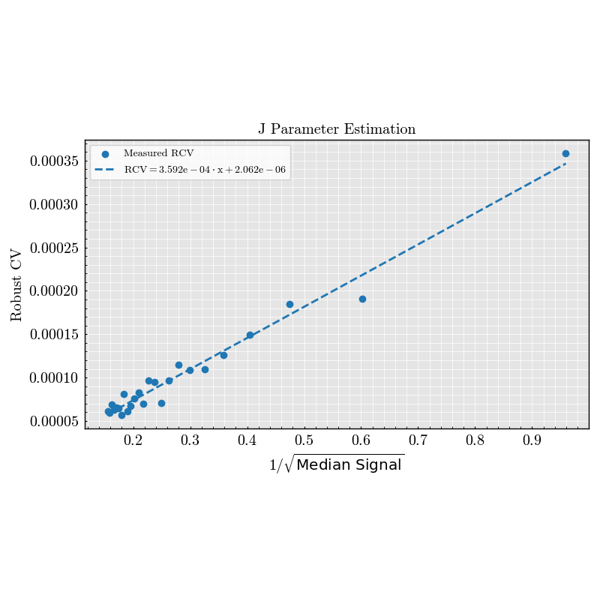 J Parameter Estimation
Measured RCV
RCV = 3.592e − 04 · x + 2.062e − 06
Robust CV
0.00035
0.00030
0.00025
0.00020
0.00015
0.00010
0.00005
0.2 0.3 0.4 0.5 0.6 0.7 0.8 0.9
1/√Median Signal